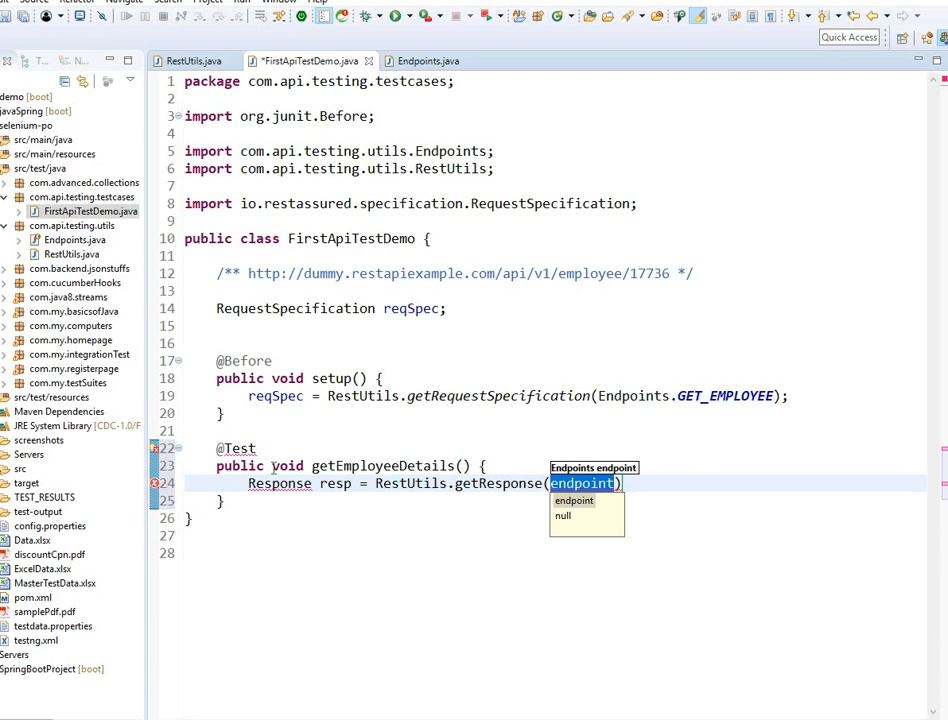 Quick Access
T... N...
RestUtils.java
*FirstApiTestDemo.java
Endpoints.java
demo [boot]
javaSpring [boot]
selenium-po
src/main/java
src/main/resources
src/test/java
com.advanced.collections
com.api.testing.testcases
FirstApiTestDemo.java
com.api.testing.utils
Endpoints.java
RestUtils.java
com.backend.jsonstuffs
com.cucumberHooks
com.java8.streams
com.my.basicsofJava
com.my.computers
com.my.homepage
com.my.integrationTest
com.my.registerpage
com.my.testSuites
src/test/resources
Maven Dependencies
JRE System Library [CDC-1.0/F
screenshots
Servers
src
target
TEST_RESULTS
test-output
config.properties
Data.xlsx
discountCpn.pdf
ExcelData.xlsx
MasterTestData.xlsx
pom.xml
samplePdf.pdf
testdata.properties
testng.xml
Servers
SpringBootProject [boot]
1 package com.api.testing.testcases;
2
3 import org.junit.Before;
4
5 import com.api.testing.utils.Endpoints;
6 import com.api.testing.utils.RestUtils;
7
8 import io.restassured.specification.RequestSpecification;
9
10 public class FirstApiTestDemo {
11
12 /** http://dummy.restapiexample.com/api/v1/employee/17736 */
13
14 RequestSpecification reqSpec;
15
16
17 @Before
18 public void setup() {
19 reqSpec = RestUtils.getRequestSpecification(Endpoints.GET_EMPLOYEE);
20 }
21
22 @Test
23 public void getEmployeeDetails() {
Endpoints endpoint
24 Response resp = RestUtils.getResponse(endpoint)
endpoint
25 }
null
26 }
27
28